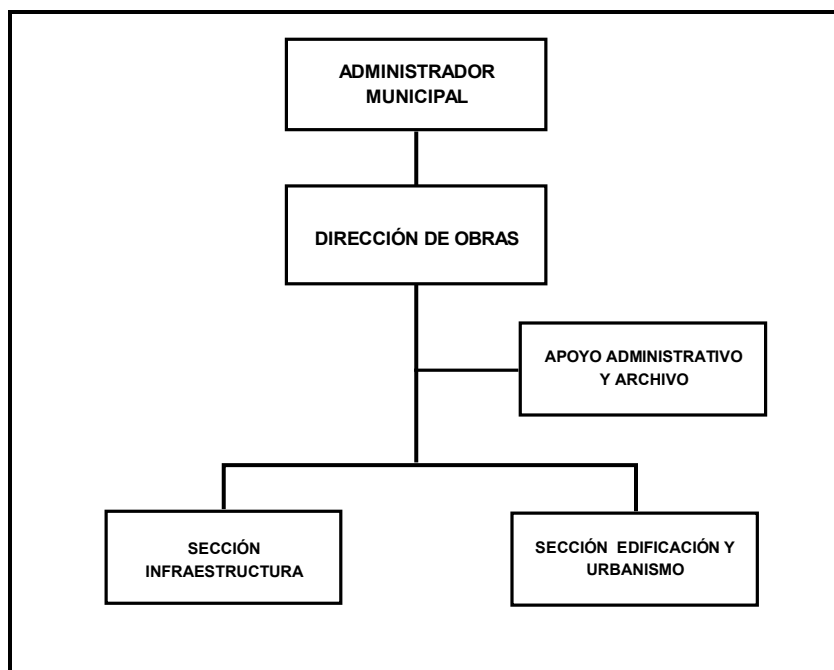 ADMINISTRADOR
MUNICIPAL
DIRECCIÓN DE OBRAS
APOYO ADMINISTRATIVO
Y ARCHIVO
SECCIÓN
INFRAESTRUCTURA
SECCIÓN EDIFICACIÓN Y
URBANISMO